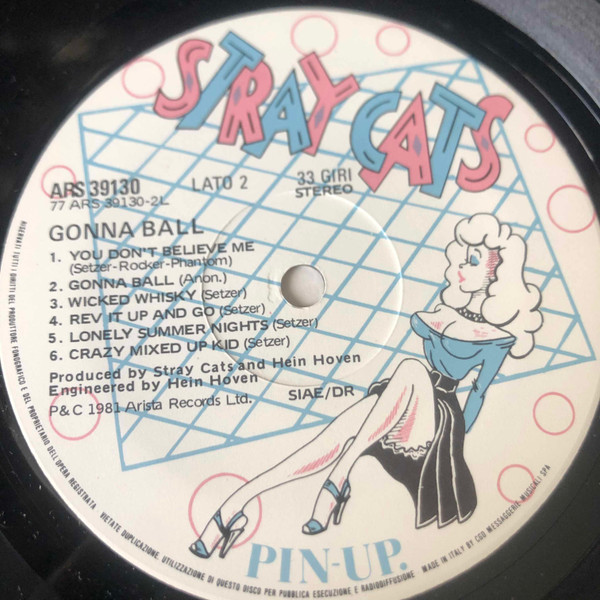 STRAY CATS
ARS 39130
LATO 2
33 GIRI
77 ARS 39130-2L
STEREO
GONNA BALL
1. YOU DON'T BELIEVE ME
(Setzer-Rocker-Phantom)
2. GONNA BALL (Anon.)
3. WICKED WHISKY (Setzer)
4. REV IT UP AND GO (Setzer)
5. LONELY SUMMER NIGHTS (Setzer)
6. CRAZY MIXED UP KID (Setzer)
Produced by Stray Cats and Hein Hoven
Engineered by Hein Hoven
SIAE/DR
P & C 1981 Arista Records Ltd.
PIN-UP.
RISERVATI TUTTI I DIRITTI DEL PRODUTTORE FONOGRAFICO E DEL PROPRIETARIO DELL'OPERA REGISTRATA
VIETATE DUPLICAZIONE, UTILIZZAZIONE DI QUESTO DISCO PER PUBBLICA ESECUZIONE E RADIODIFFUSIONE
MADE IN ITALY BY CGD MESSAGGERIE MUSICALI SPA